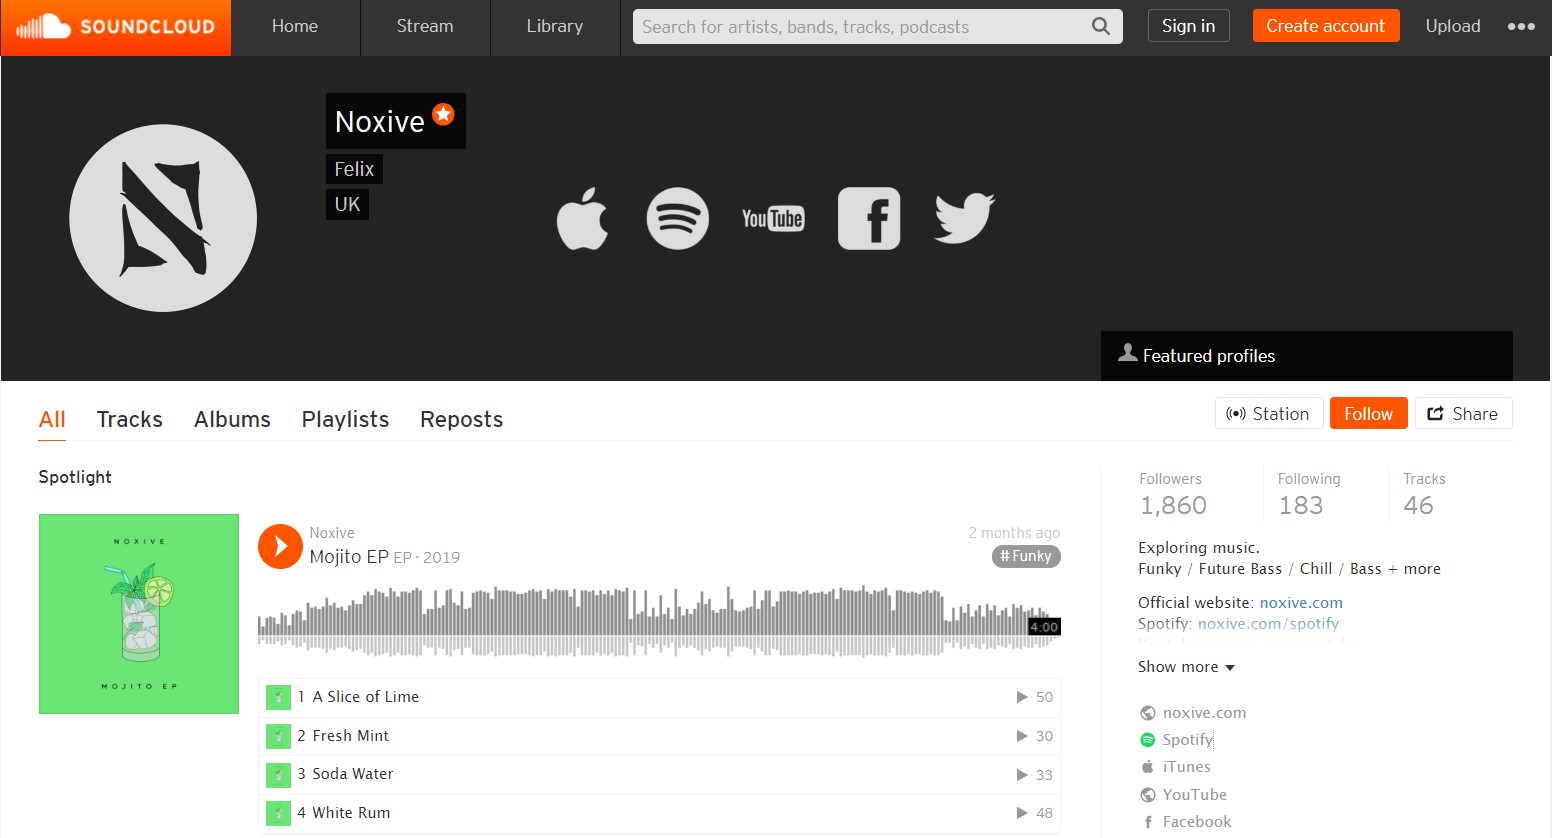 SOUNDCLOUD
Home
Stream
Library
Search for artists, bands, tracks, podcasts
Sign in
Create account
Upload
Noxive
Felix
UK
YouTube
Featured profiles
All
Tracks
Albums
Playlists
Reposts
Station
Follow
Share
Spotlight
NOXIVE
MOJITO EP
Noxive
2 months ago
Mojito EP EP · 2019
# Funky
4:00
1 A Slice of Lime
50
2 Fresh Mint
30
3 Soda Water
33
4 White Rum
48
Followers
1,860
Following
183
Tracks
46
Exploring music.
Funky / Future Bass / Chill / Bass + more
Official website: noxive.com
Spotify: noxive.com/spotify
Show more
noxive.com
Spotify
iTunes
YouTube
Facebook